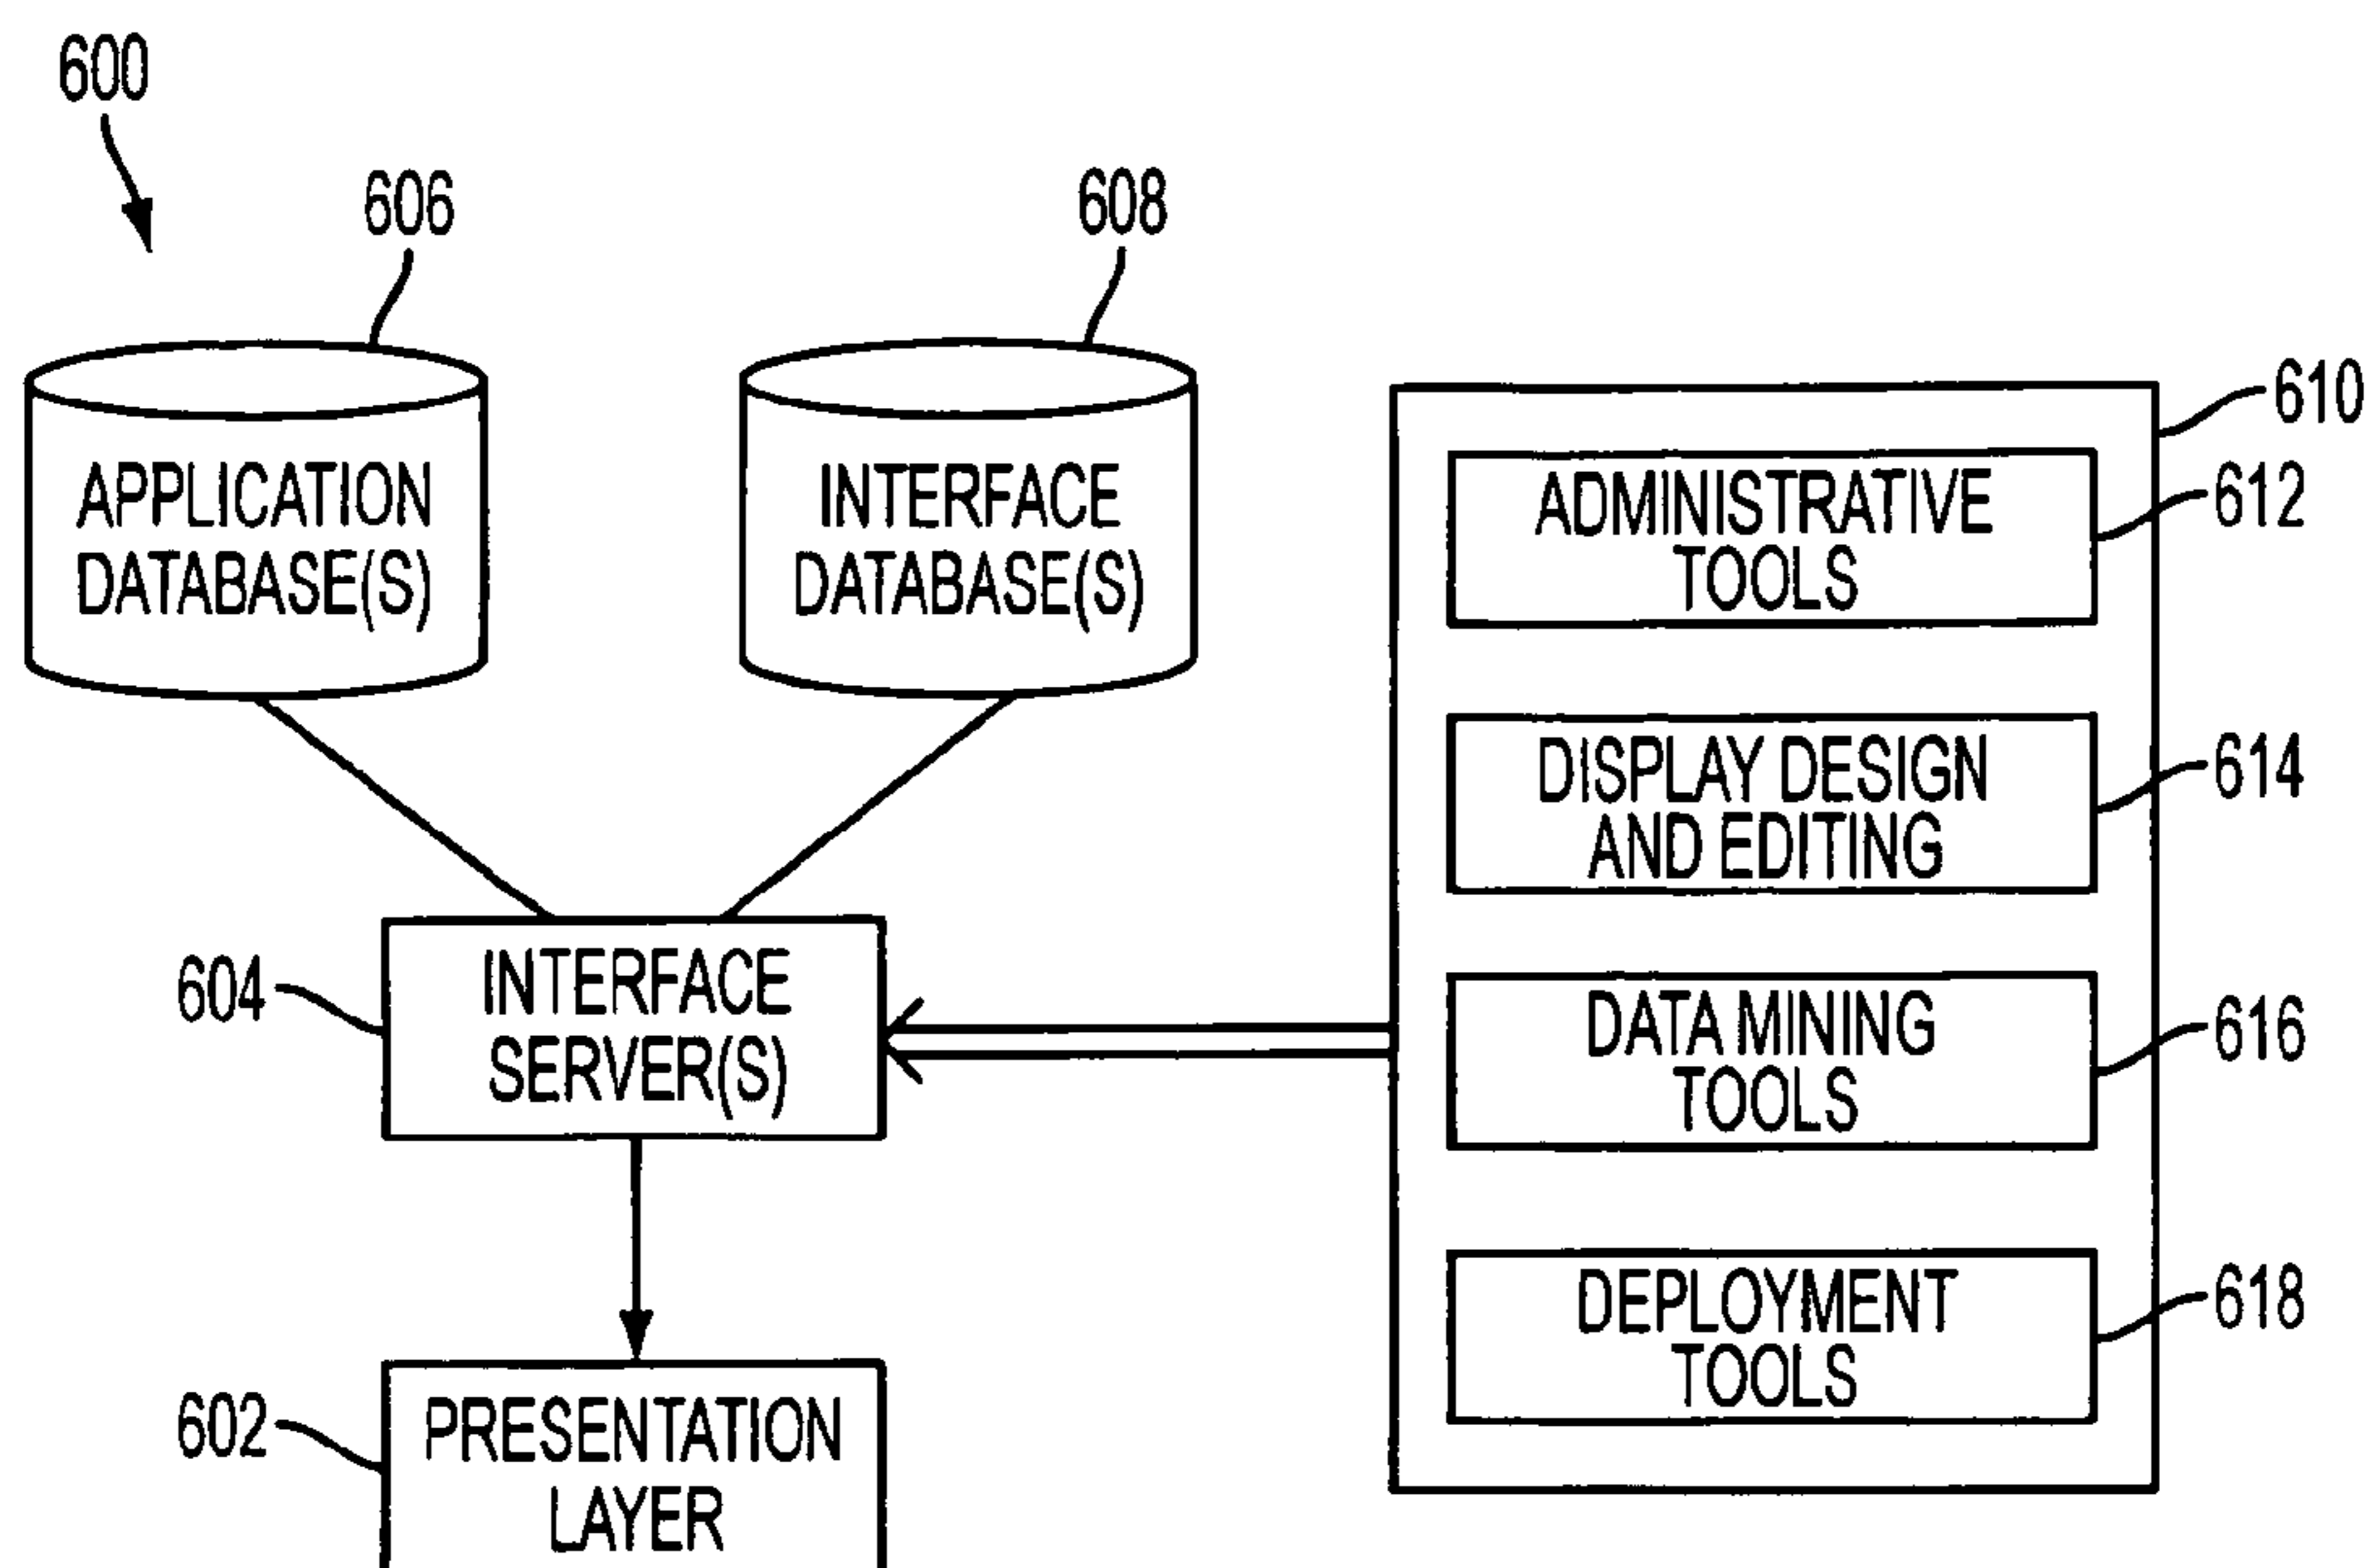 600
606
608
APPLICATION
DATABASE(S)
INTERFACE
DATABASE(S)
610
ADMINISTRATIVE
TOOLS
612
DISPLAY DESIGN
AND EDITING
614
604
INTERFACE
SERVER(S)
DATA MINING
TOOLS
616
DEPLOYMENT
TOOLS
618
602
PRESENTATION
LAYER